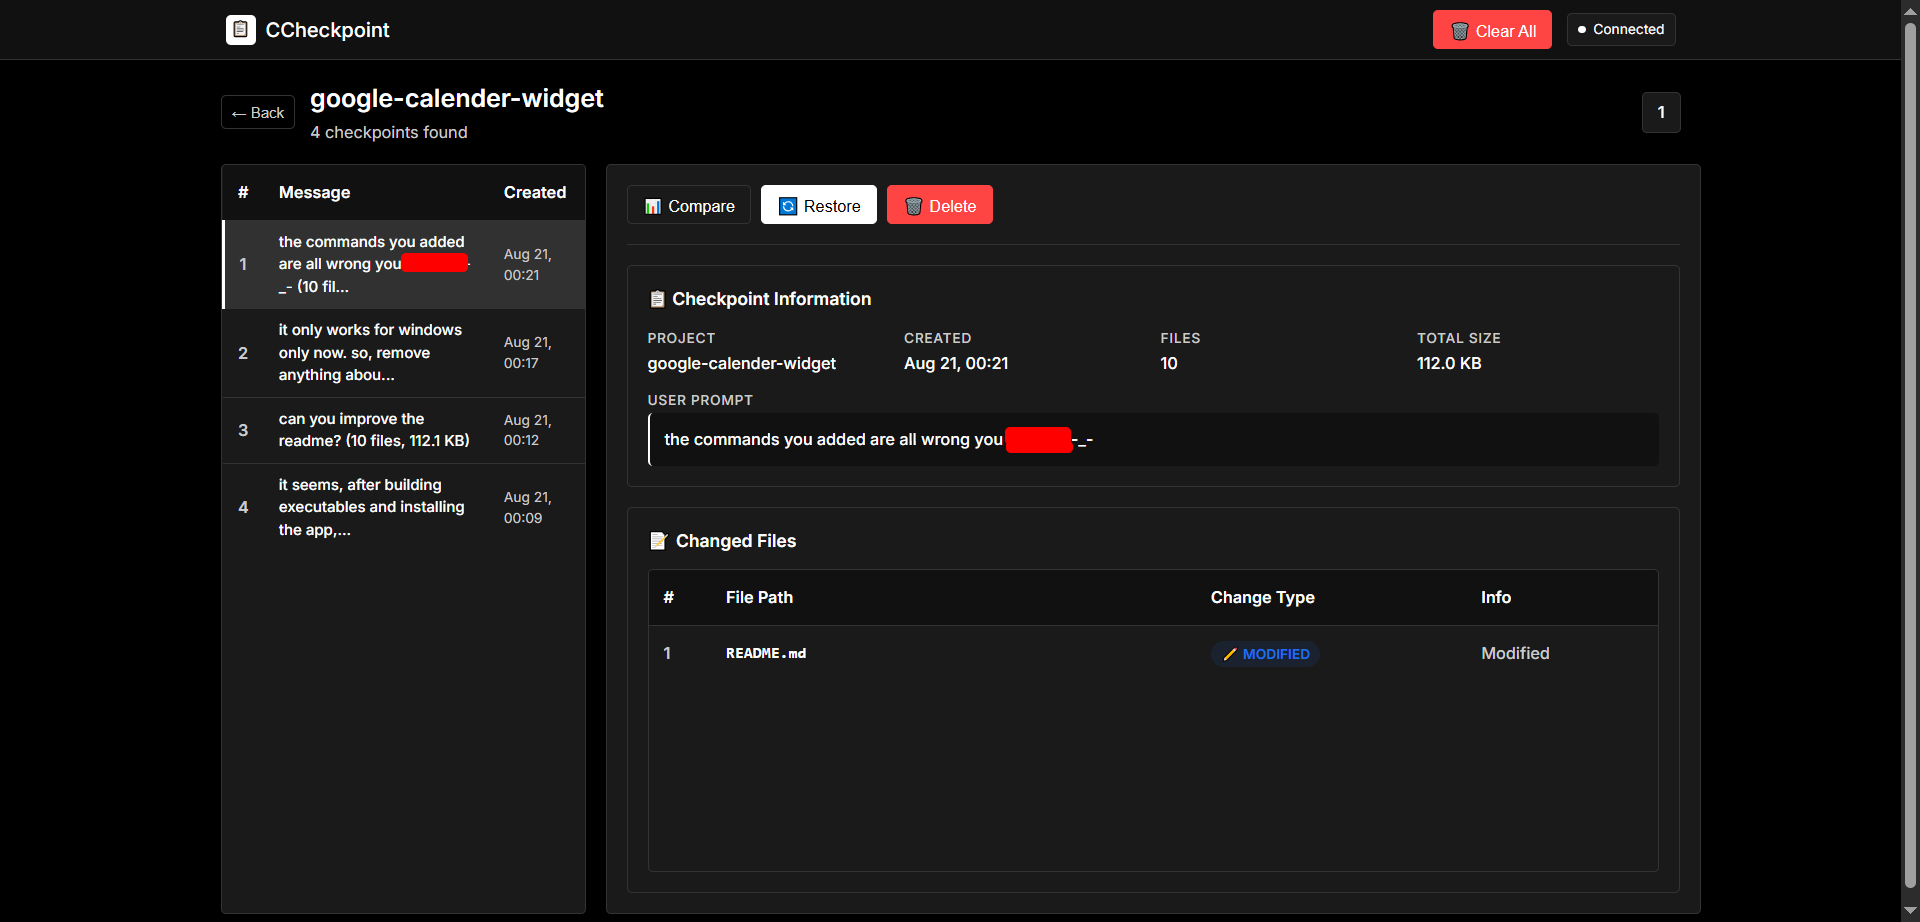 CCheckpoint
Clear All
Connected
← Back
google-calender-widget
4 checkpoints found
1
# Message Created
1
the commands you added
are all wrong you
_- (10 fil...
Aug 21,
00:21
2
it only works for windows
only now. so, remove
anything abou...
Aug 21,
00:17
3
can you improve the
readme? (10 files, 112.1 KB)
Aug 21,
00:12
4
it seems, after building
executables and installing
the app,...
Aug 21,
00:09
Compare
Restore
Delete
Checkpoint Information
PROJECT CREATED FILES TOTAL SIZE
google-calender-widget Aug 21, 00:21 10 112.0 KB
USER PROMPT
the commands you added are all wrong you -_-
Changed Files
# File Path Change Type Info
1 README.md MODIFIED Modified